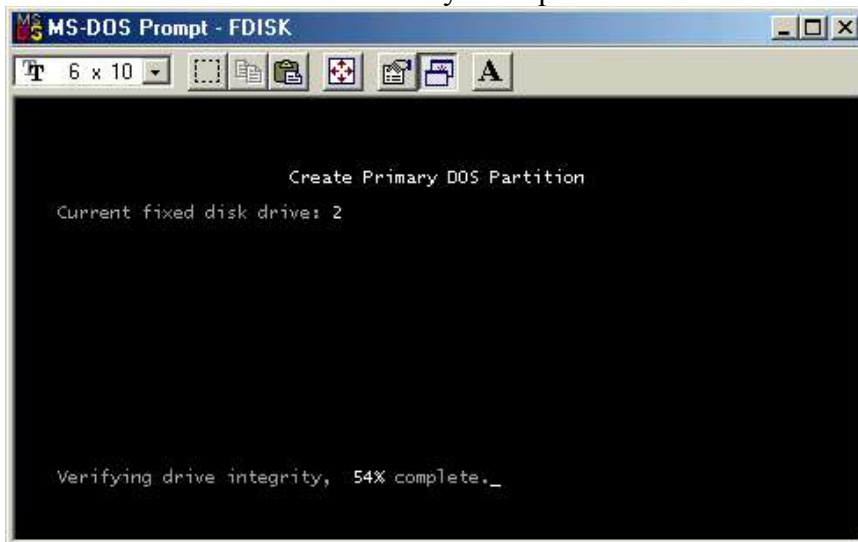 MS-DOS Prompt - FDISK
6 x 10
A
Create Primary DOS Partition
Current fixed disk drive: 2
Verifying drive integrity, 54% complete._